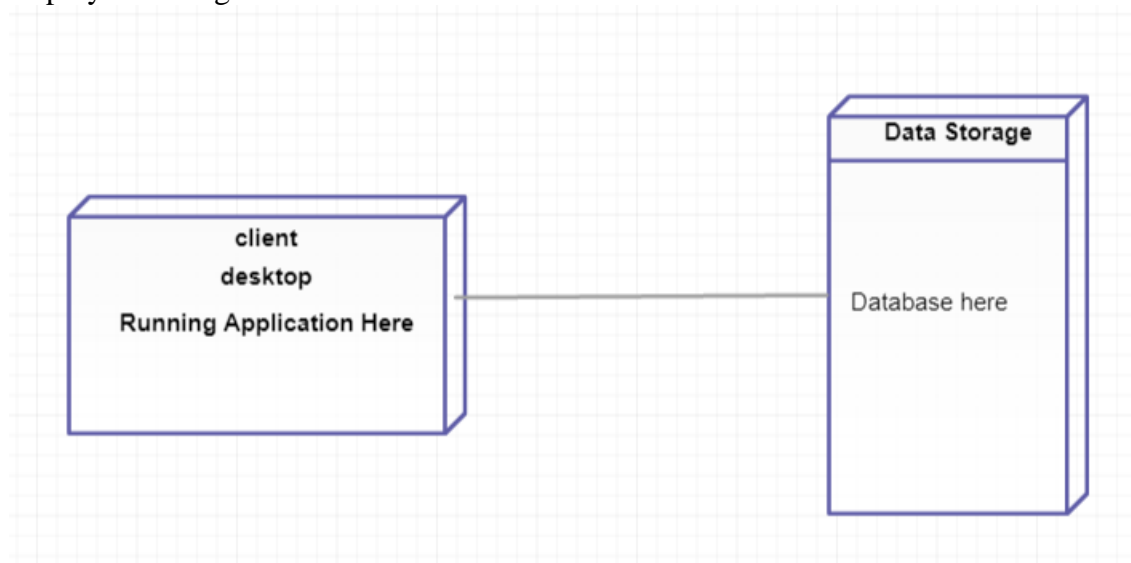 client
desktop
Running Application Here
Data Storage
Database here